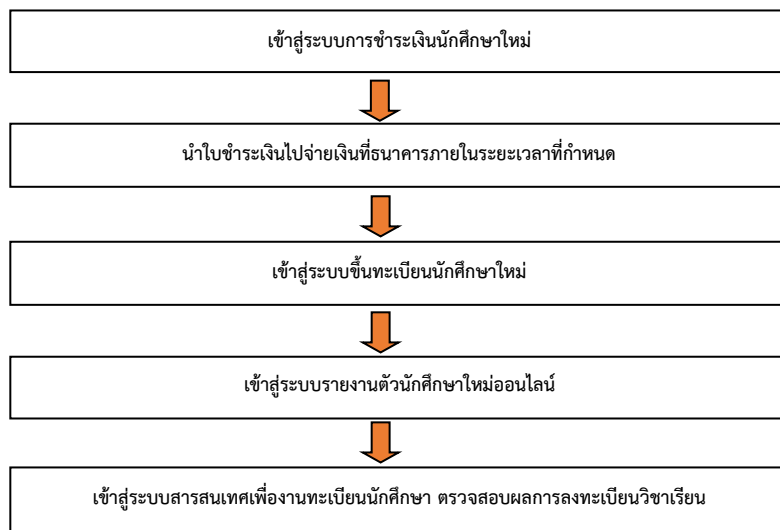 เข้าสู่ระบบการชำระเงินนักศึกษาใหม่
นำใบชำระเงินไปจ่ายเงินที่ธนาคารภายในระยะเวลาที่กำหนด
เข้าสู่ระบบขึ้นทะเบียนนักศึกษาใหม่
เข้าสู่ระบบรายงานตัวนักศึกษาใหม่ออนไลน์
เข้าสู่ระบบสารสนเทศเพื่องานทะเบียนนักศึกษา ตรวจสอบผลการลงทะเบียนวิชาเรียน